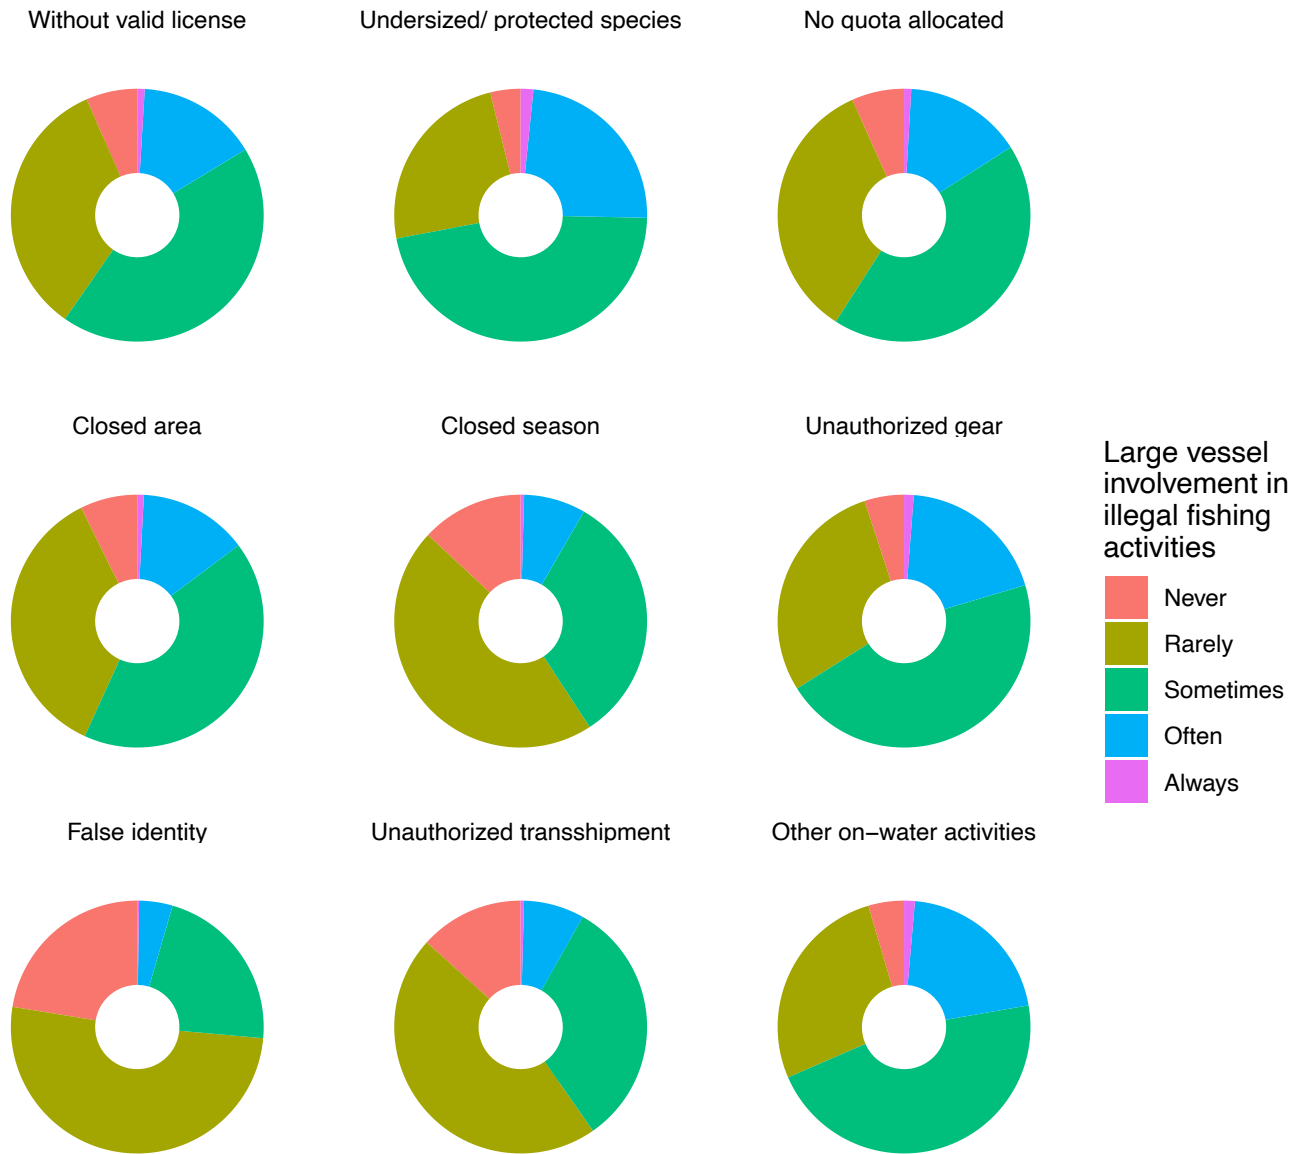 Without valid license
Undersized/ protected species
No quota allocated
Closed area
Closed season
Unauthorized gear
Large vessel
involvement in
illegal fishing
activities
Never
Rarely
Sometimes
Often
Always
False identity
Unauthorized transshipment
Other on−water activities